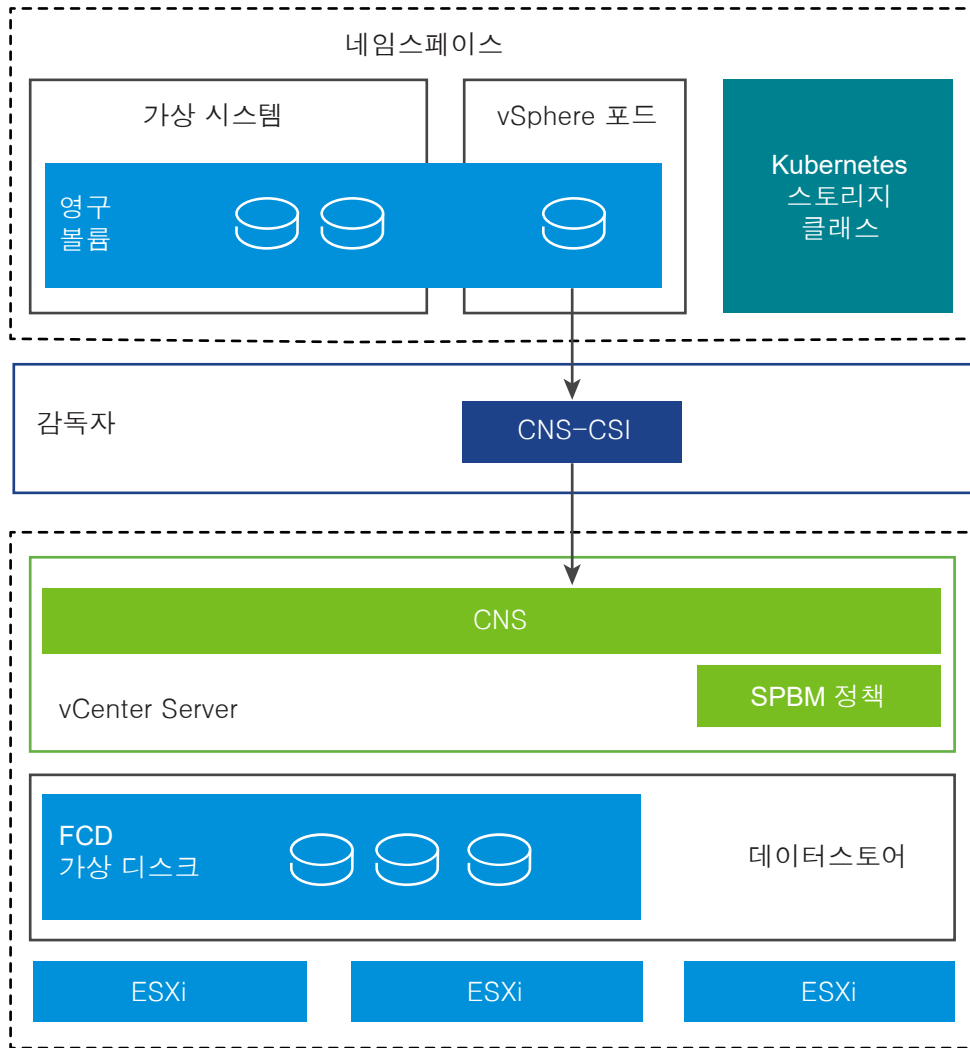 네임스페이스
가상 시스템
vSphere 포드
Kubernetes
스토리지
클래스
영구
볼륨
감독자
CNS-CSI
CNS
SPBM 정책
vCenter Server
FCD
가상 디스크
데이터스토어
ESXi
ESXi
ESXi